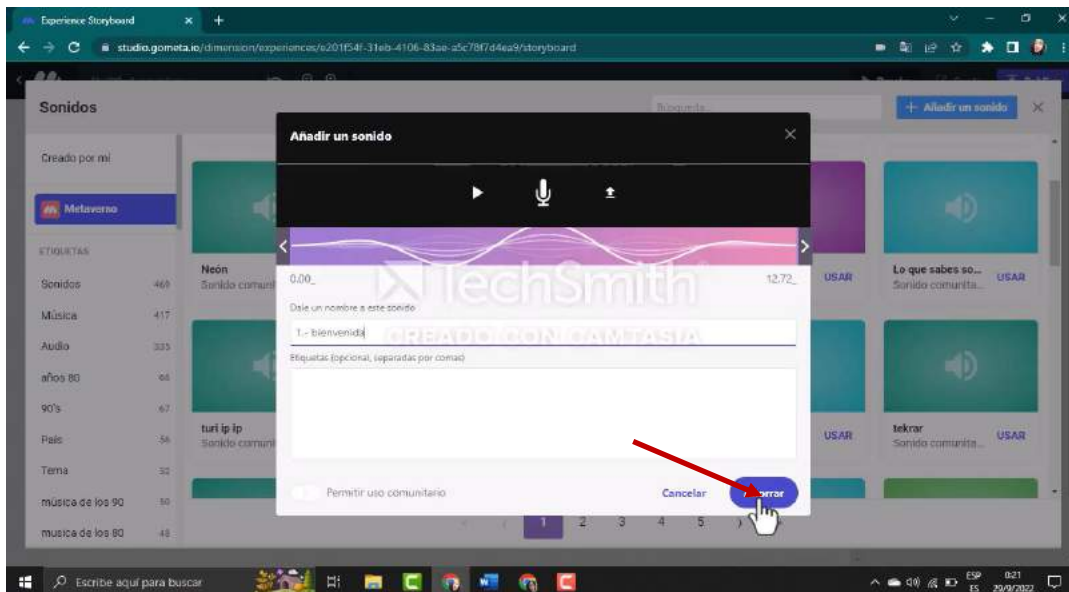 Experience Storyboard
studio.gometa.io/dimension/experiences/e201f54f-31eb-4106-83ae-a5c78f7d4ea9/storyboard
Sonidos
Búsqueda...
+ Añadir un sonido
Creado por mí
Metaverso
ETIQUETAS
Sonidos 469
Música 417
Audio 335
años 80 68
90's 67
País 56
Tema 52
música de los 90 50
musica de los 80 48
Añadir un sonido
0.00_ 12.72_
TechSmith
Dale un nombre a este sonido
1.- bienvenida
CREADO CON CAMTASIA
Etiquetas (opcional, separadas por comas)
Permitir uso comunitario
Cancelar
Neón
Sonido comuni
USAR
Lo que sabes so...
Sonido comunita...
USAR
turi ip ip
Sonido comuni
USAR
tekrar
Sonido comunita...
USAR
1 2 3 4 5
Escribe aquí para buscar
ESP
ES
0:21
29/9/2022